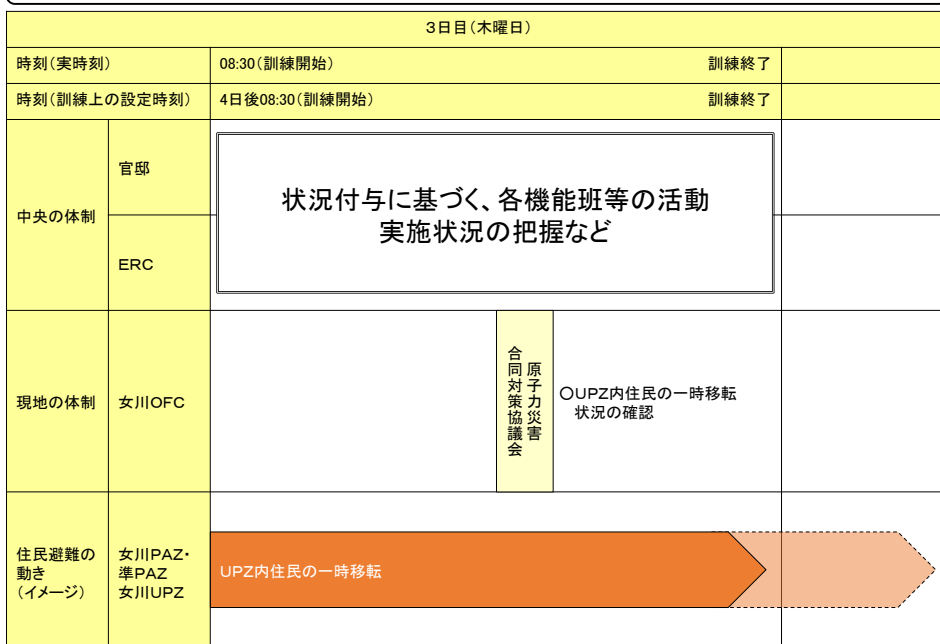 3日目(木曜日)
時刻(実時刻) 08:30(訓練開始) 訓練終了
時刻(訓練上の設定時刻) 4日後08:30(訓練開始) 訓練終了
中央の体制
官邸
ERC
状況付与に基づく、各機能班等の活動
実施状況の把握など
現地の体制
女川OFC
原子力災害
合同対策協議会
〇UPZ内住民の一時移転
状況の確認
住民避難の
動き
(イメージ)
女川PAZ・
準PAZ
女川UPZ
UPZ内住民の一時移転